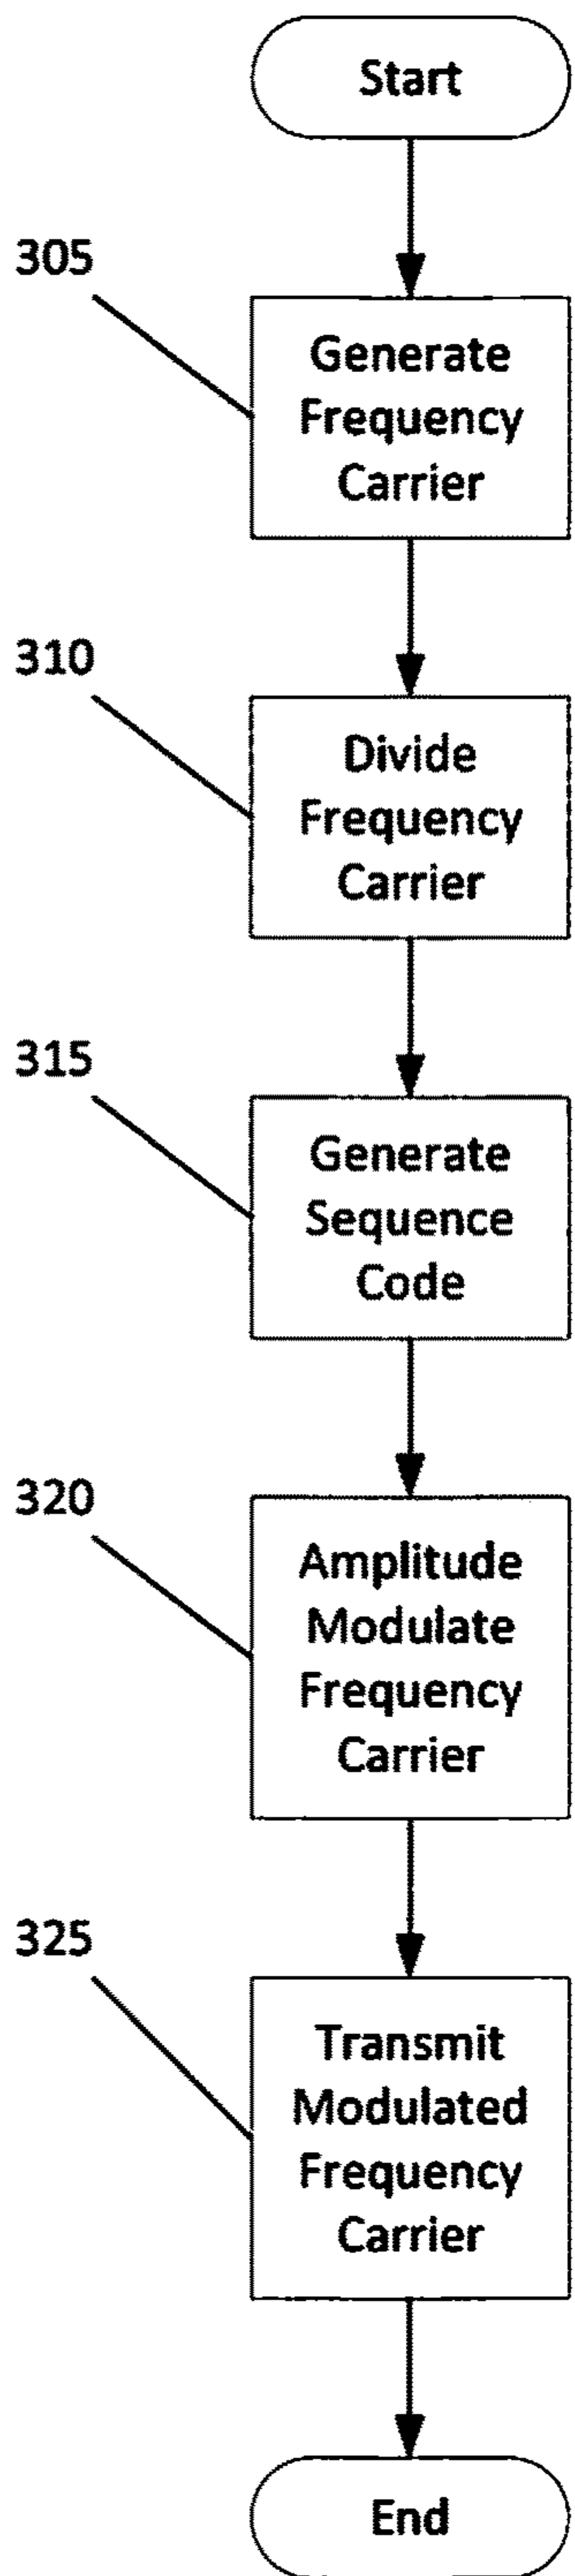 Start
305
Generate
Frequency
Carrier
310
Divide
Frequency
Carrier
315
Generate
Sequence
Code
320
Amplitude
Modulate
Frequency
Carrier
325
Transmit
Modulated
Frequency
Carrier
End